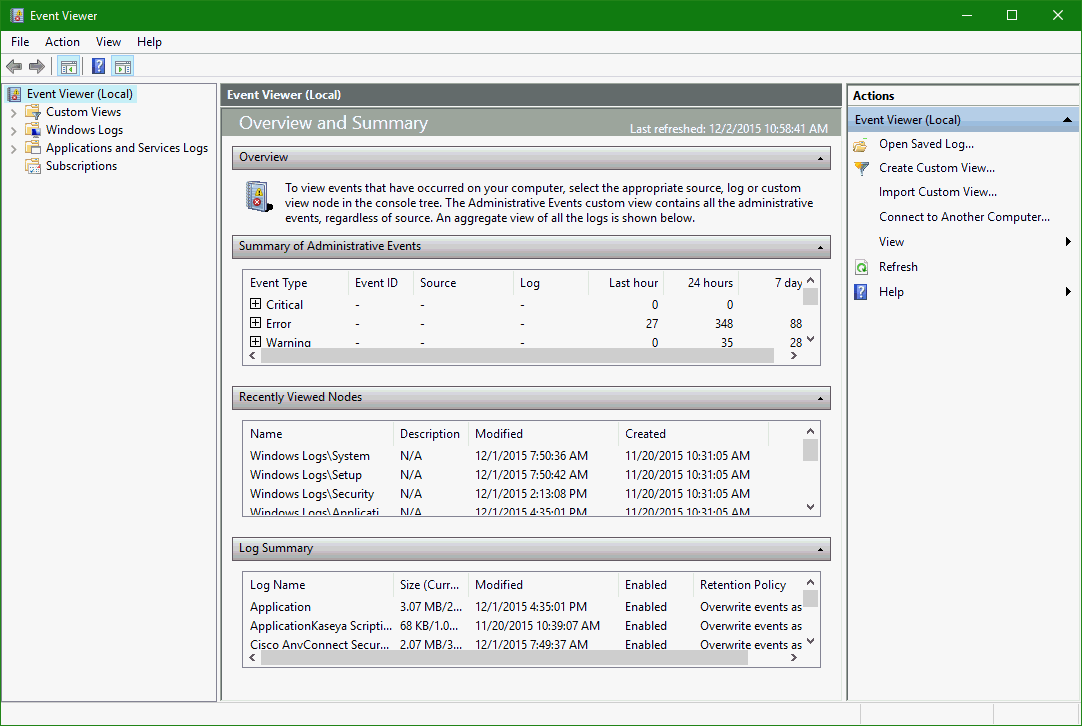 Event Viewer
File Action View Help
Event Viewer (Local)
Custom Views
Windows Logs
Applications and Services Logs
Subscriptions
Event Viewer (Local)
Overview and Summary
Last refreshed: 12/2/2015 10:58:41 AM
Overview
To view events that have occurred on your computer, select the appropriate source, log or custom
view node in the console tree. The Administrative Events custom view contains all the administrative
events, regardless of source. An aggregate view of all the logs is shown below.
Summary of Administrative Events
Event Type Event ID Source Log Last hour 24 hours 7 day
Critical - - - 0 0
Error - - - 27 348 88
Warning - - - 0 35 28
Recently Viewed Nodes
Name Description Modified Created
Windows Logs\System N/A 12/1/2015 7:50:36 AM 11/20/2015 10:31:05 AM
Windows Logs\Setup N/A 12/1/2015 7:50:42 AM 11/20/2015 10:31:05 AM
Windows Logs\Security N/A 12/1/2015 2:13:08 PM 11/20/2015 10:31:05 AM
Windows Logs\Applicati N/A 12/1/2015 4:35:01 PM 11/20/2015 10:31:05 AM
Log Summary
Log Name Size (Curr... Modified Enabled Retention Policy
Application 3.07 MB/2... 12/1/2015 4:35:01 PM Enabled Overwrite events as
ApplicationKaseya Scripti... 68 KB/1.0... 11/20/2015 10:39:07 AM Enabled Overwrite events as
Cisco AnyConnect Secur... 2.07 MB/3... 12/1/2015 7:49:37 AM Enabled Overwrite events as
Actions
Event Viewer (Local)
Open Saved Log...
Create Custom View...
Import Custom View...
Connect to Another Computer...
View
Refresh
Help